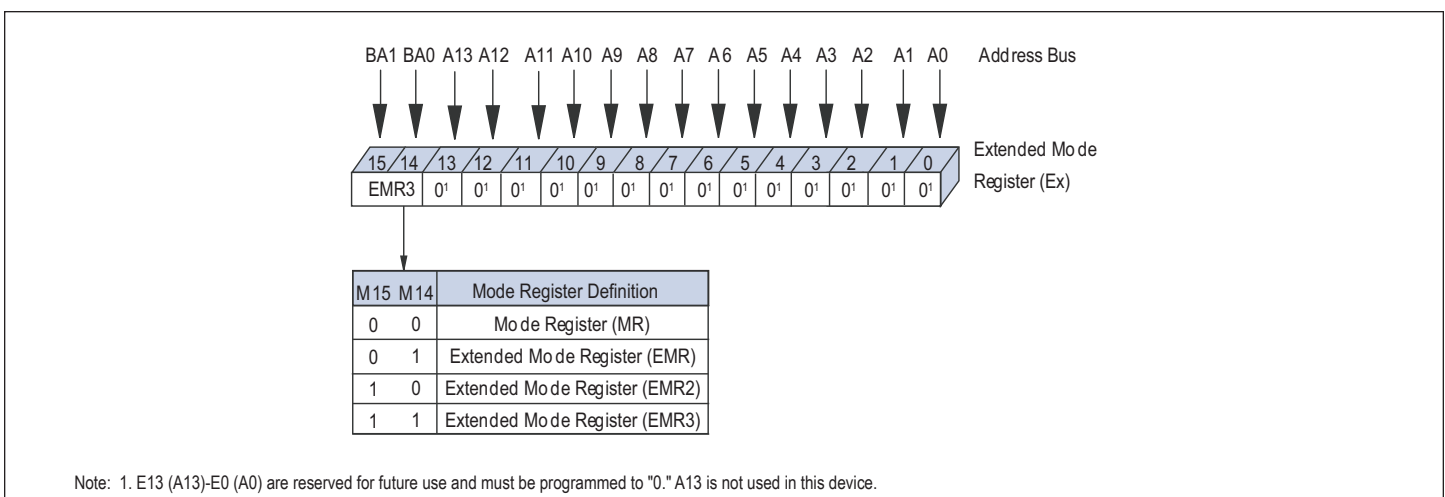 BA1 BA0 A13 A12 A11 A10 A9 A8 A7 A6 A5 A4 A3 A2 A1 A0 Address Bus
15 14 13 12 11 10 9 8 7 6 5 4 3 2 1 0 Extended Mode
EMR3 0¹ 0¹ 0¹ 0¹ 0¹ 0¹ 0¹ 0¹ 0¹ 0¹ 0¹ 0¹ 0¹ 0¹ Register (Ex)
M15 M14 Mode Register Definition
0 0 Mode Register (MR)
0 1 Extended Mode Register (EMR)
1 0 Extended Mode Register (EMR2)
1 1 Extended Mode Register (EMR3)
Note: 1. E13 (A13)-E0 (A0) are reserved for future use and must be programmed to "0." A13 is not used in this device.